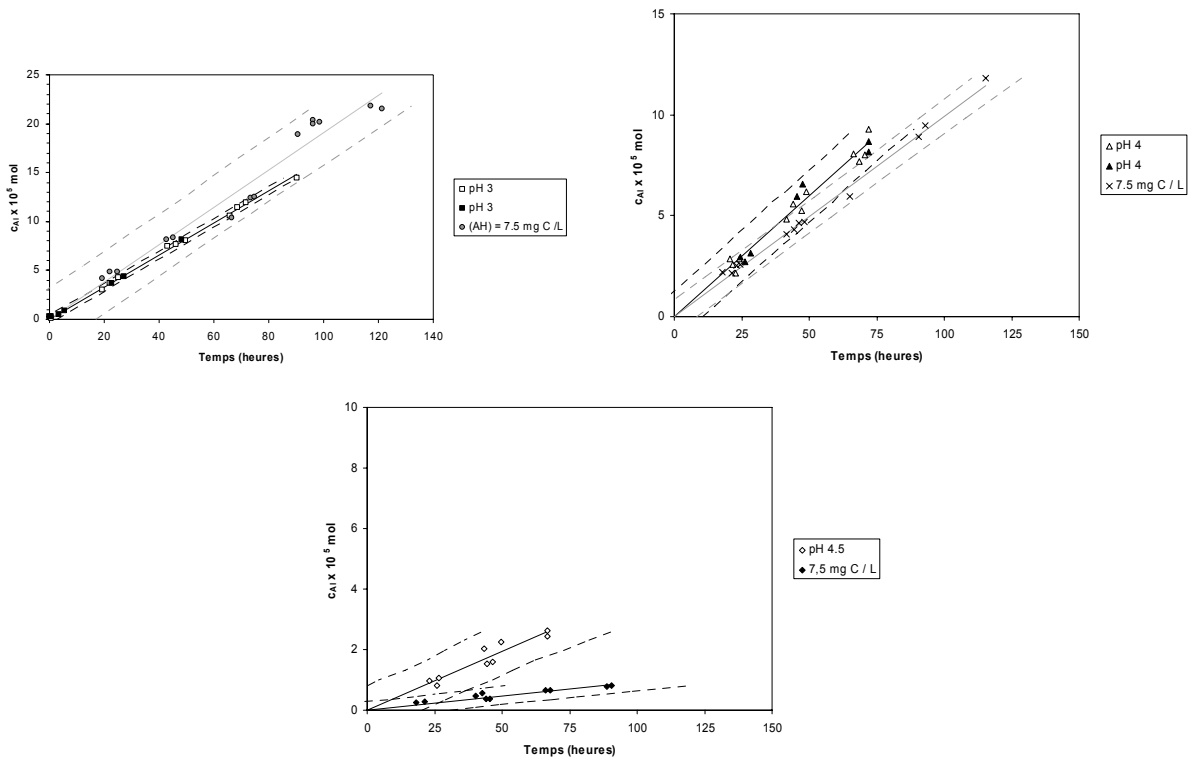 25
20
15
10
5
0
0 20 40 60 80 100 120 140
Temps (heures)
cAl x 10 5 mol
pH 3
pH 3
(AH) = 7.5 mg C /L
15
10
5
0
0 25 50 75 100 125 150
Temps (heures)
cAl x 10 5 mol
pH 4
pH 4
7.5 mg C / L
10
8
6
4
2
0
0 25 50 75 100 125 150
Temps (heures)
cAl x 10 5 mol
pH 4.5
7,5 mg C / L